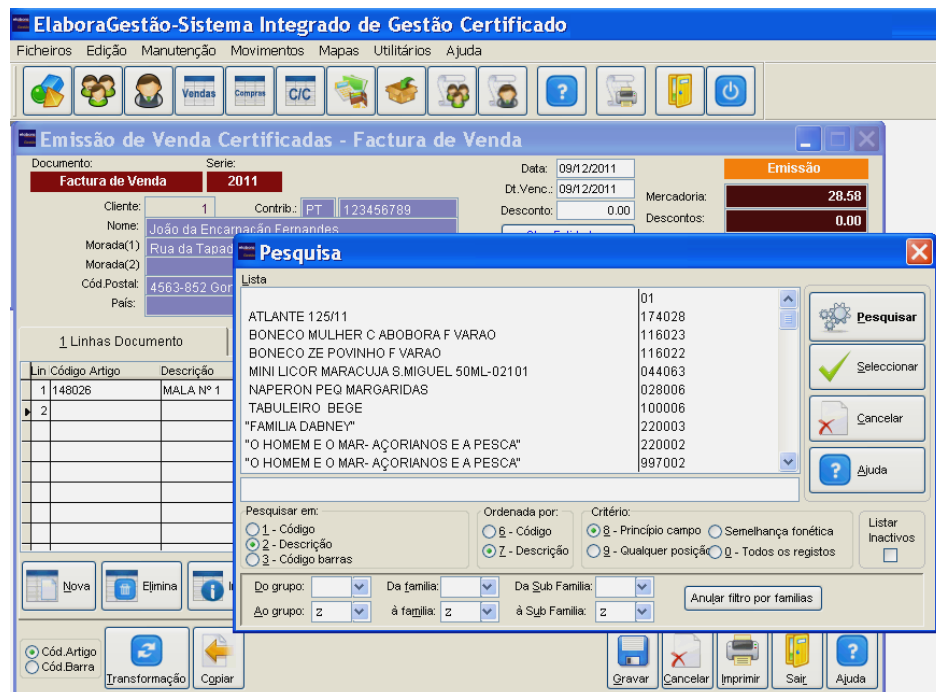 ElaboraGestão-Sistema Integrado de Gestão Certificado
Ficheiros Edição Manutenção Movimentos Mapas Utilitários Ajuda
Vendas Compras C/C
Emissão de Venda Certificadas - Factura de Venda
Documento: Serie: Data: 09/12/2011 Emissão
Factura de Venda 2011 Dt.Venc.: 09/12/2011 Mercadoria: 28.58
Cliente: 1 Contrib.: PT 123456789 Desconto: 0.00 Descontos: 0.00
Nome: João da Encarnação Fernandes
Morada(1) Rua da Tapad
Morada(2)
Cód.Postal: 4563-852 Gon
País:
1 Linhas Documento
Lin Código Artigo Descrição
1 148026 MALA Nº 1
2
Nova Elimina
Cód.Artigo
Cód.Barra
Transformação Copiar Gravar Cancelar Imprimir Sair Ajuda
Pesquisa
Lista
01
ATLANTE 125/11 174028
BONECO MULHER C ABOBORA F VARAO 116023
BONECO ZE POVINHO F VARAO 116022
MINI LICOR MARACUJA S.MIGUEL 50ML-02101 044063
NAPERON PEQ MARGARIDAS 028006
TABULEIRO BEGE 100006
"FAMILIA DABNEY" 220003
"O HOMEM E O MAR- AÇORIANOS E A PESCA" 220002
"O HOMEM E O MAR- AÇORIANOS E A PESCA" 997002
Pesquisar
Seleccionar
Cancelar
Ajuda
Pesquisar em: Ordenada por: Critério:
1 - Código 6 - Código 8 - Princípio campo Semelhança fonética Listar
2 - Descrição 7 - Descrição 9 - Qualquer posição 0 - Todos os registos Inactivos
3 - Código barras
Do grupo: Da familia: Da Sub Familia:
Ao grupo: z à familia: z à Sub Familia: z Anular filtro por familias